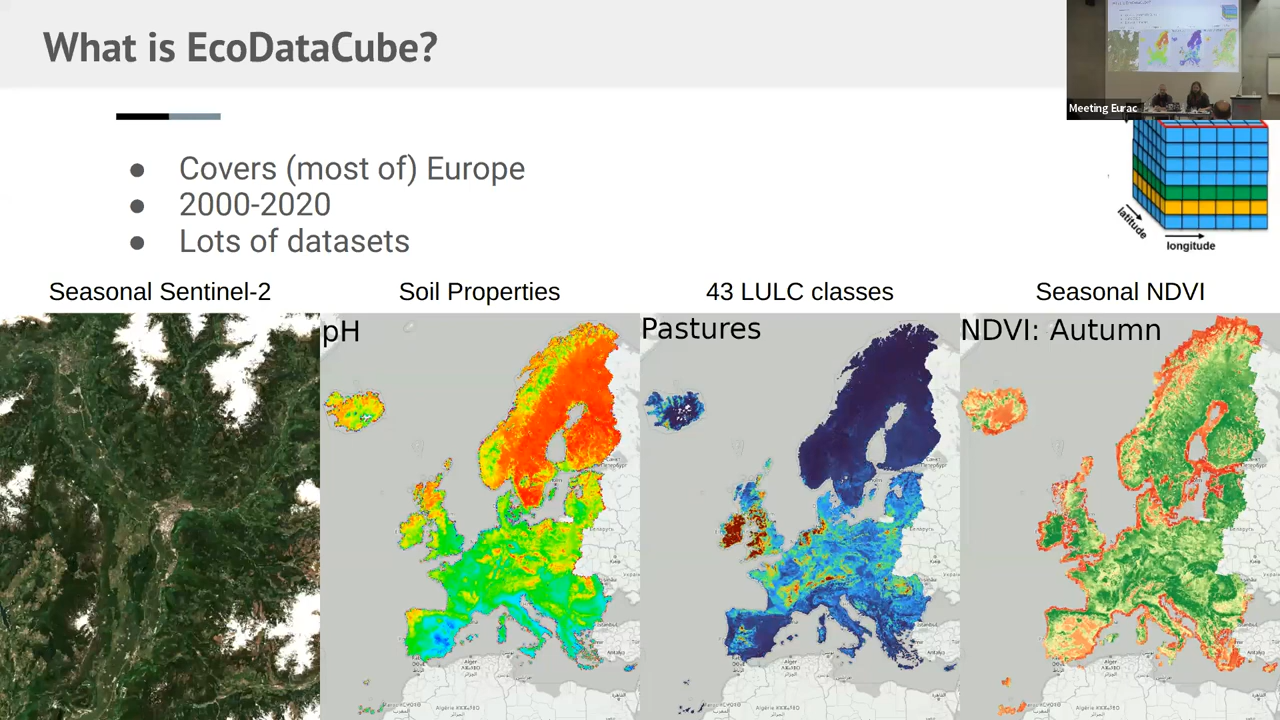 What is EcoDataCube?
Meeting Eurac
● Covers (most of) Europe
● 2000-2020
● Lots of datasets
latitude
longitude
Seasonal Sentinel-2
Soil Properties
43 LULC classes
Seasonal NDVI
pH
Pastures
NDVI: Autumn